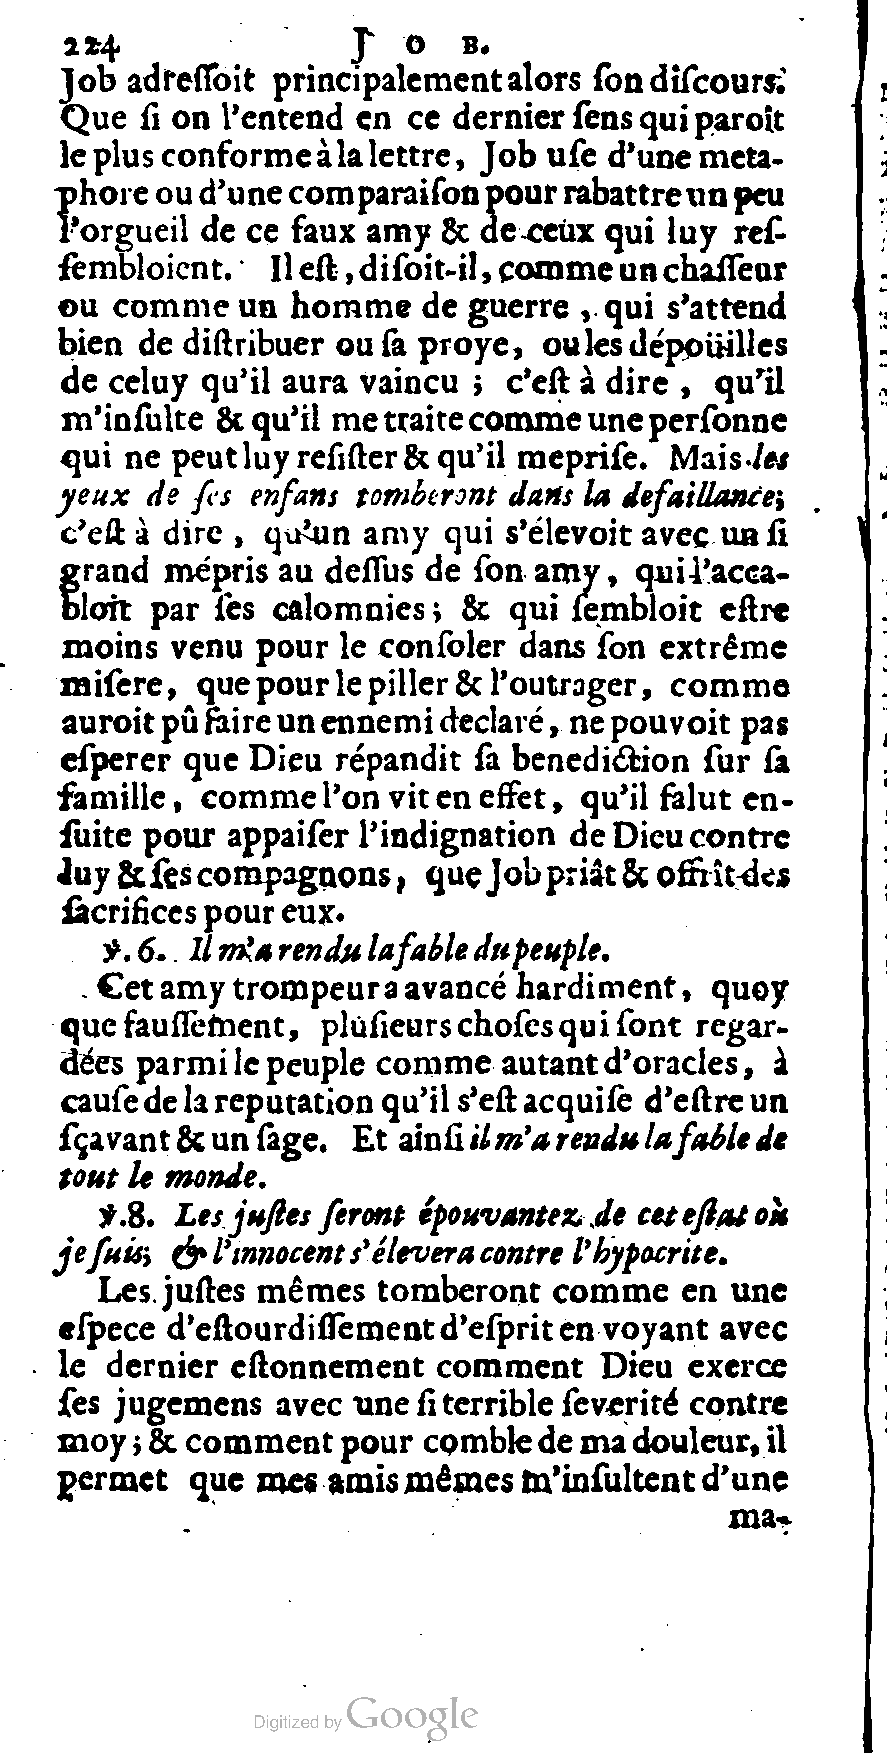 224 J O B.
Job adreſſoit principalement alors ſon diſcours.
Que ſi on l'entend en ce dernier ſens qui paroît
le plus conforme à la lettre, Job uſe d'une meta-
phore ou d'une comparaiſon pour rabattre un peu
l'orgueil de ce faux amy & de ceux qui luy reſ-
ſembloient. Il eſt, diſoit-il, comme un chaſſeur
ou comme un homme de guerre, qui s'attend
bien de diſtribuer ou ſa proye, ou les dépoüilles
de celuy qu'il aura vaincu ; c'eſt à dire , qu'il
m'inſulte & qu'il me traite comme une perſonne
qui ne peut luy reſiſter & qu'il mepriſe. Mais les
yeux de ſes enfans tomberont dans la defaillance;
c'eſt à dire , qu'un amy qui s'élevoit avec un ſi
grand mépris au deſſus de ſon amy, qui l'acca-
bloit par ſes calomnies; & qui ſembloit eſtre
moins venu pour le conſoler dans ſon extrême
miſere, que pour le piller & l'outrager, comme
auroit pû faire un ennemi declaré, ne pouvoit pas
eſperer que Dieu répandit ſa benediction ſur ſa
famille, comme l'on vit en effet, qu'il falut en-
ſuite pour appaiſer l'indignation de Dieu contre
luy & ſes compagnons, que Job priât & offrît des
ſacrifices pour eux.
℣. 6. Il m'a rendu la fable du peuple.
Cet amy trompeur a avancé hardiment, quoy
que fauſſement, pluſieurs choſes qui ſont regar-
dées parmi le peuple comme autant d'oracles, à
cauſe de la reputation qu'il s'eſt acquiſe d'eſtre un
ſçavant & un ſage. Et ainſi il m'a rendu la fable de
tout le monde.
℣. 8. Les juſtes ſeront épouvantez de cet eſtat où
je ſuis; & l'innocent s'élevera contre l'hypocrite.
Les juſtes mêmes tomberont comme en une
eſpece d'eſtourdiſſement d'eſprit en voyant avec
le dernier eſtonnement comment Dieu exerce
ſes jugemens avec une ſi terrible ſeverité contre
moy; & comment pour comble de ma douleur, il
permet que mes amis mêmes m'inſultent d'une
ma-
Digitized by Google